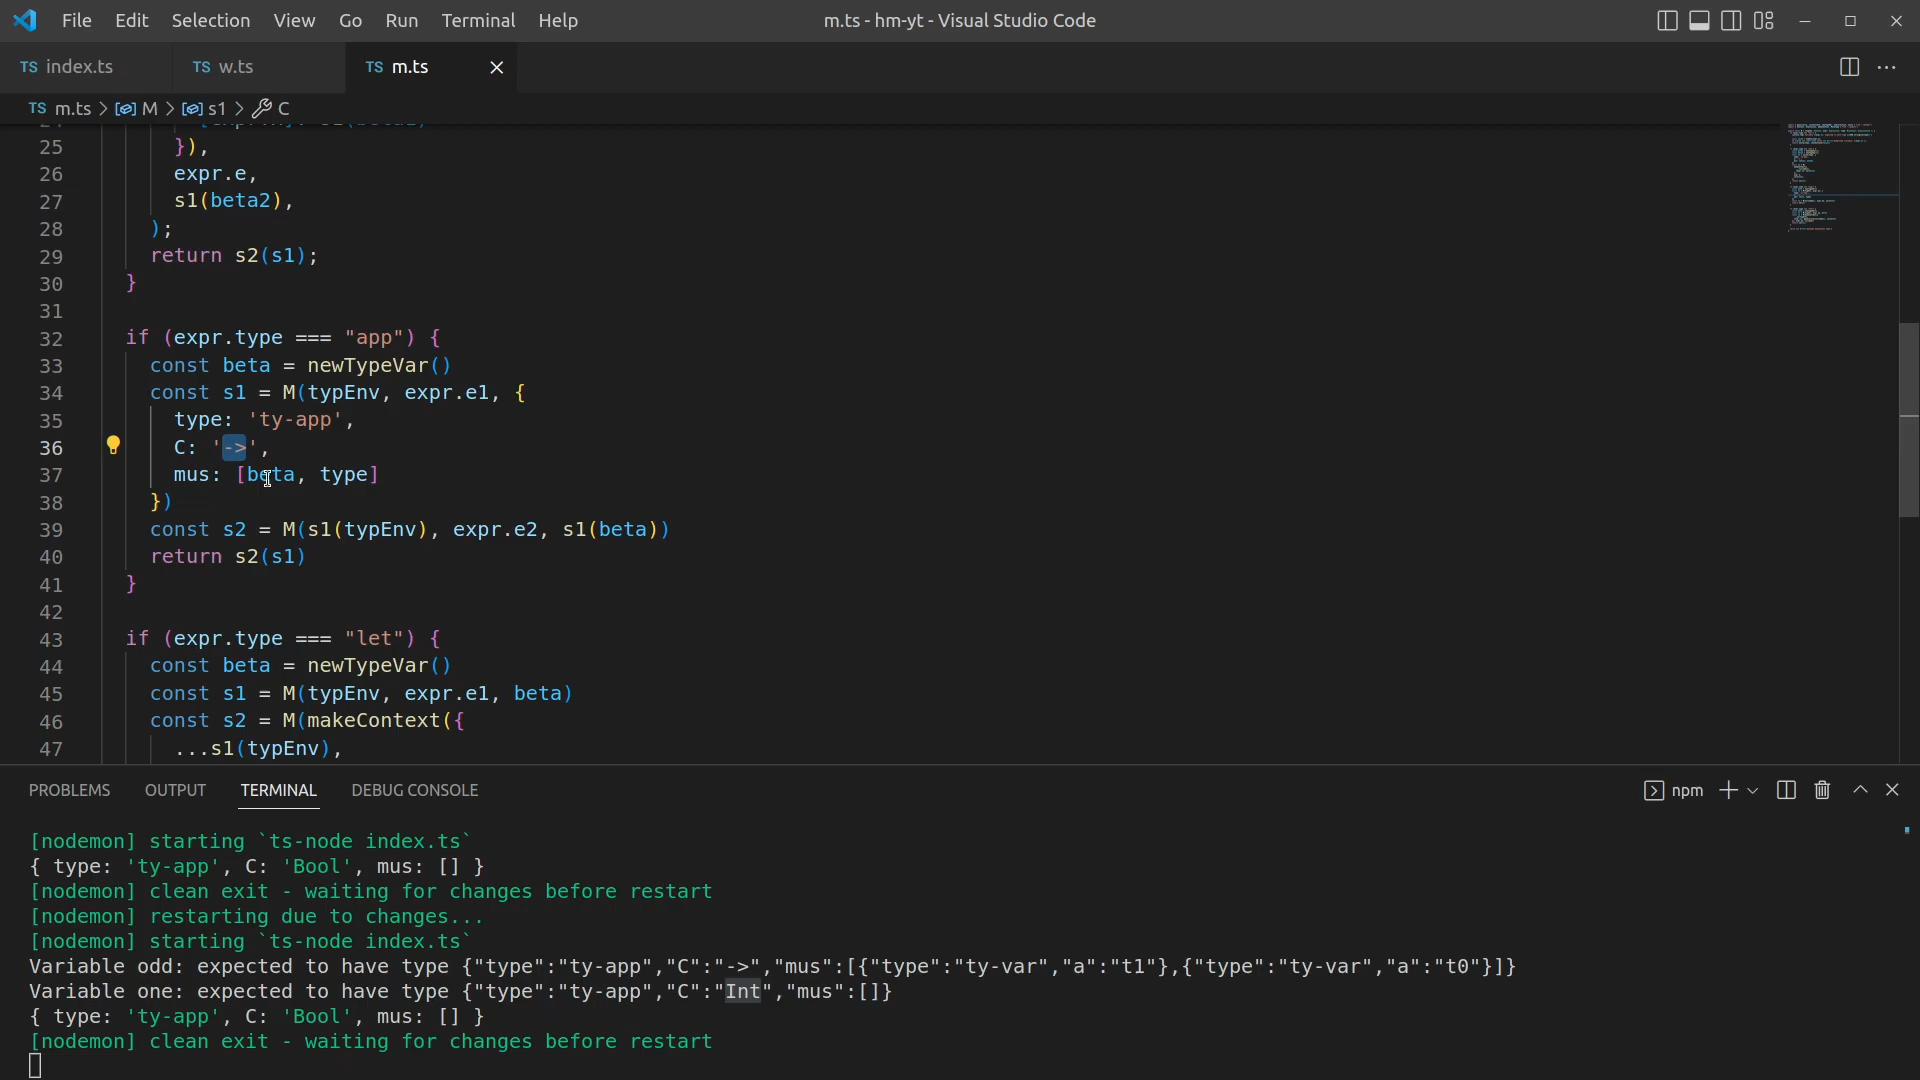 File Edit Selection View Go Run Terminal Help
m.ts - hm-yt - Visual Studio Code
TS index.ts
TS w.ts
TS m.ts
TS m.ts > M > s1 > C
25 }),
26 expr.e,
27 s1(beta2),
28 );
29 return s2(s1);
30 }
31
32 if (expr.type === "app") {
33 const beta = newTypeVar()
34 const s1 = M(typEnv, expr.e1, {
35 type: 'ty-app',
36 C: '->',
37 mus: [beta, type]
38 })
39 const s2 = M(s1(typEnv), expr.e2, s1(beta))
40 return s2(s1)
41 }
42
43 if (expr.type === "let") {
44 const beta = newTypeVar()
45 const s1 = M(typEnv, expr.e1, beta)
46 const s2 = M(makeContext({
47 ...s1(typEnv),
PROBLEMS OUTPUT TERMINAL DEBUG CONSOLE
npm
[nodemon] starting `ts-node index.ts`
{ type: 'ty-app', C: 'Bool', mus: [] }
[nodemon] clean exit - waiting for changes before restart
[nodemon] restarting due to changes...
[nodemon] starting `ts-node index.ts`
Variable odd: expected to have type {"type":"ty-app","C":"->","mus":[{"type":"ty-var","a":"t1"},{"type":"ty-var","a":"t0"}]}
Variable one: expected to have type {"type":"ty-app","C":"Int","mus":[]}
{ type: 'ty-app', C: 'Bool', mus: [] }
[nodemon] clean exit - waiting for changes before restart